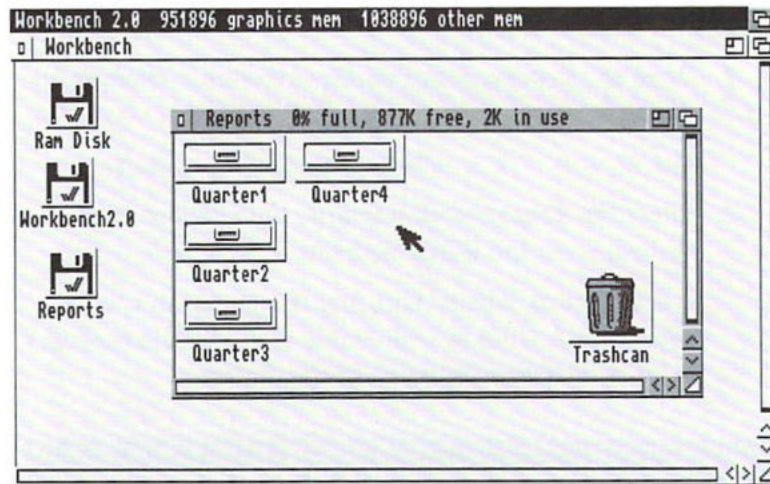 Workbench 2.0 951896 graphics mem 1038896 other mem
Workbench
Ram Disk
Workbench2.0
Reports
Reports 0% full, 877K free, 2K in use
Quarter1
Quarter4
Quarter2
Quarter3
Trashcan